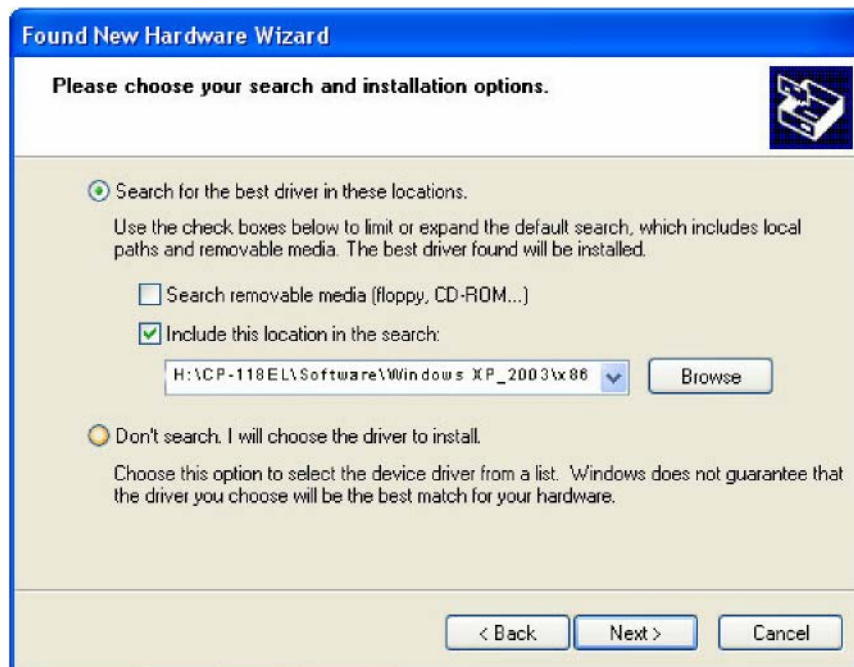 Found New Hardware Wizard
Please choose your search and installation options.
Search for the best driver in these locations.
Use the check boxes below to limit or expand the default search, which includes local
paths and removable media. The best driver found will be installed.
Search removable media (floppy, CD-ROM...)
Include this location in the search:
H:\CP-118EL\Software\Windows XP_2003\x86
Browse
Don't search. I will choose the driver to install.
Choose this option to select the device driver from a list. Windows does not guarantee that
the driver you choose will be the best match for your hardware.
< Back
Next >
Cancel